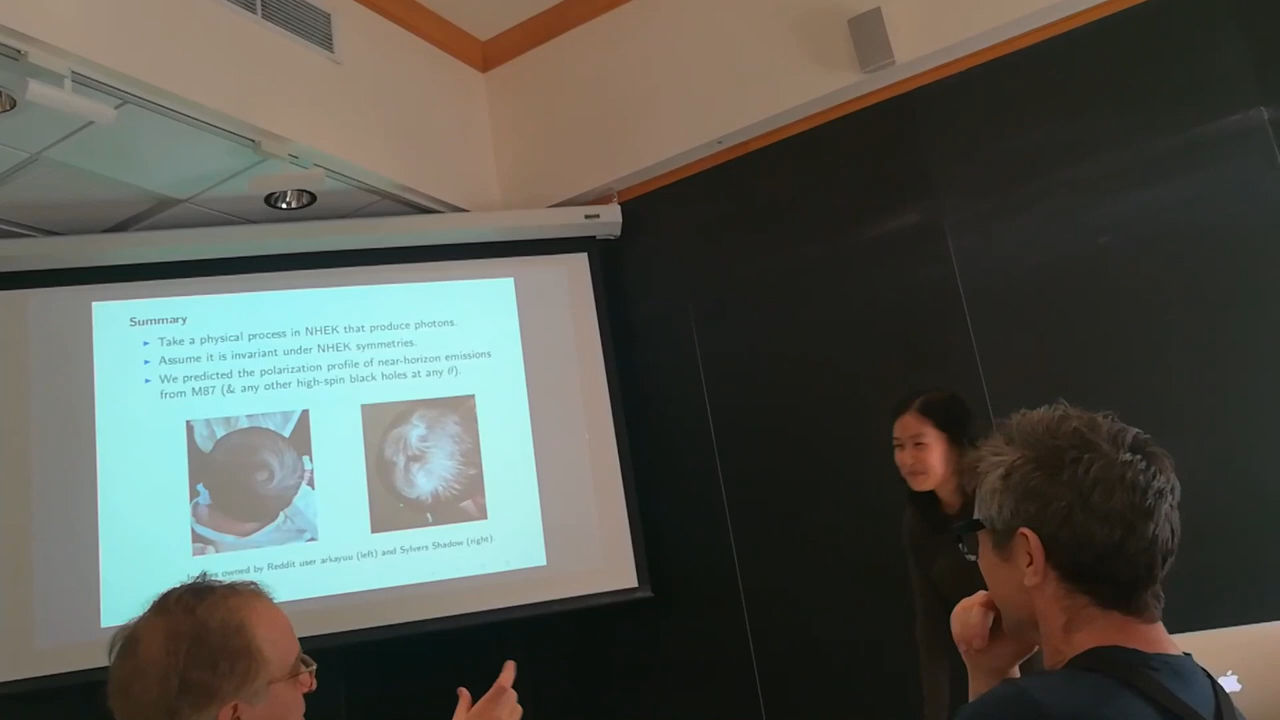 Summary
► Take a physical process in NHEK that produce photons.
► Assume it is invariant under NHEK symmetries.
► We predicted the polarization profile of near-horizon emissions
from M87 (& any other high-spin black holes at any θ).
owned by Reddit user arkayuu (left) and Sylvers Shadow (right)